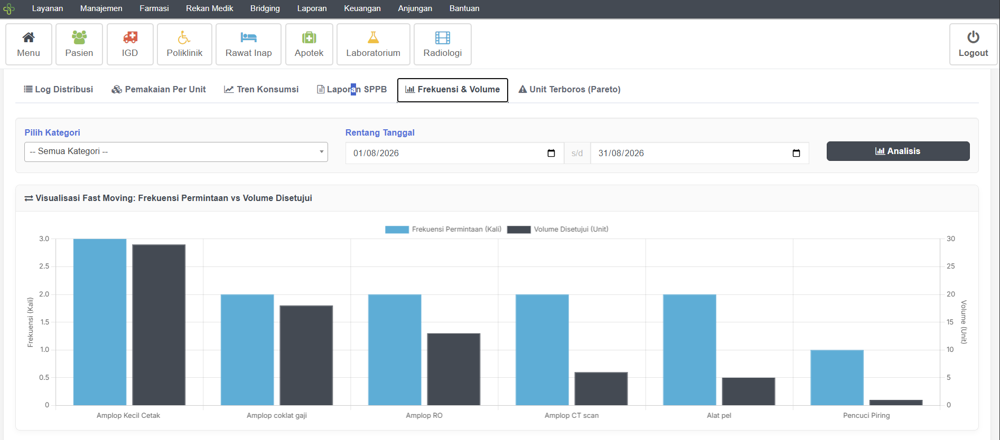 Layanan Manajemen Farmasi Rekan Medik Bridging Laporan Keuangan Anjungan Bantuan
Menu Pasien IGD Poliklinik Rawat Inap Apotek Laboratorium Radiologi Logout
Log Distribusi Pemakaian Per Unit Tren Konsumsi Laporan SPPB Frekuensi & Volume Unit Terboros (Pareto)
Pilih Kategori Rentang Tanggal
-- Semua Kategori -- 01/08/2026 s/d 31/08/2026 Analisis
Visualisasi Fast Moving: Frekuensi Permintaan vs Volume Disetujui
Frekuensi Permintaan (Kali) Volume Disetujui (Unit)
3.0 30
2.5 25
2.0 20
1.5 15
1.0 10
0.5 5
0 0
Frekuensi (Kali)
Volume (Unit)
Amplop Kecil Cetak Amplop coklat gaji Amplop RO Amplop CT scan Alat pel Pencuci Piring